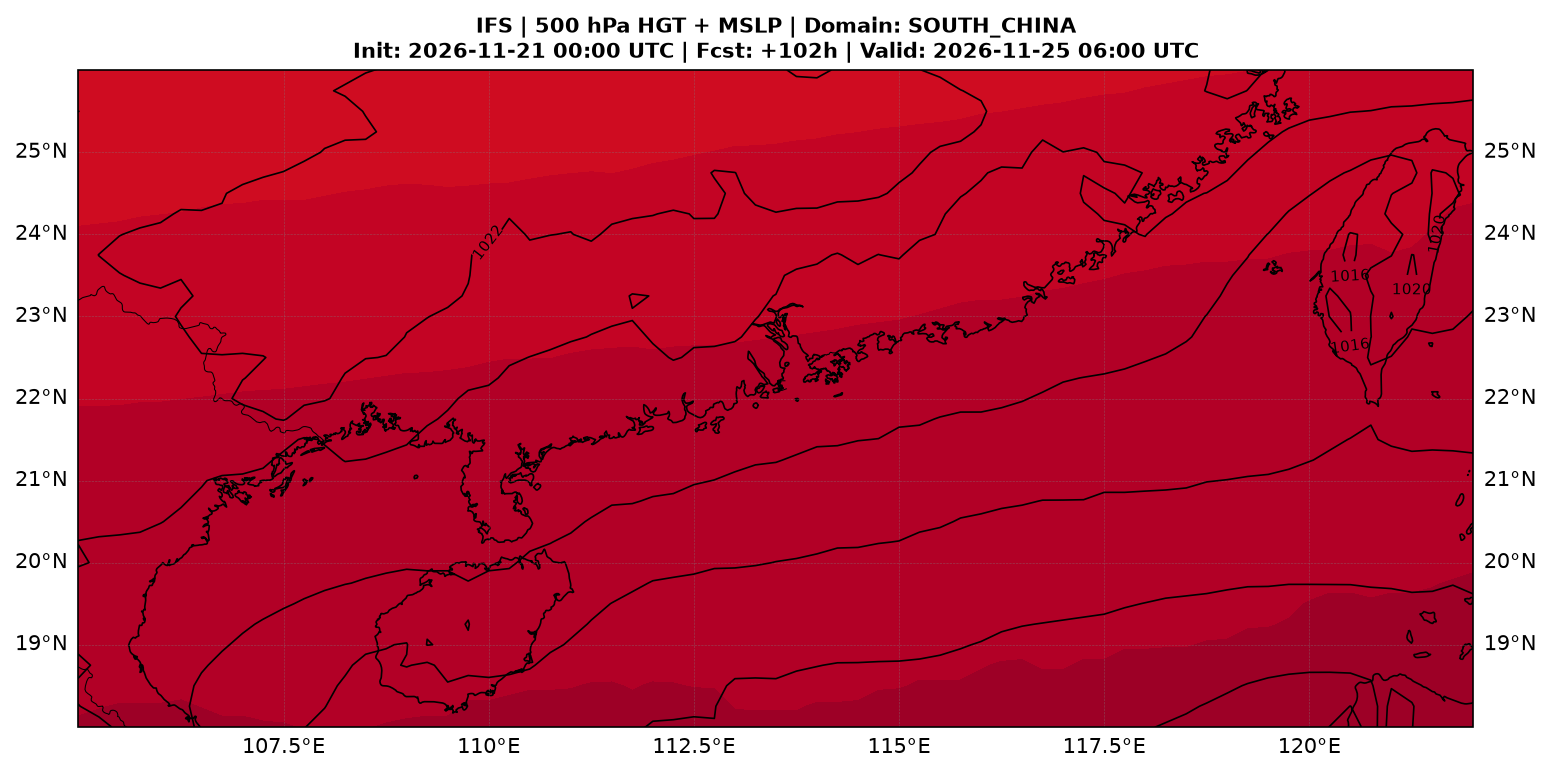 IFS | 500 hPa HGT + MSLP | Domain: SOUTH_CHINA
Init: 2026-11-21 00:00 UTC | Fcst: +102h | Valid: 2026-11-25 06:00 UTC
25°N
25°N
24°N
24°N
1022
1020
1016
1020
23°N
23°N
1016
22°N
22°N
21°N
21°N
20°N
20°N
19°N
19°N
107.5°E
110°E
112.5°E
115°E
117.5°E
120°E